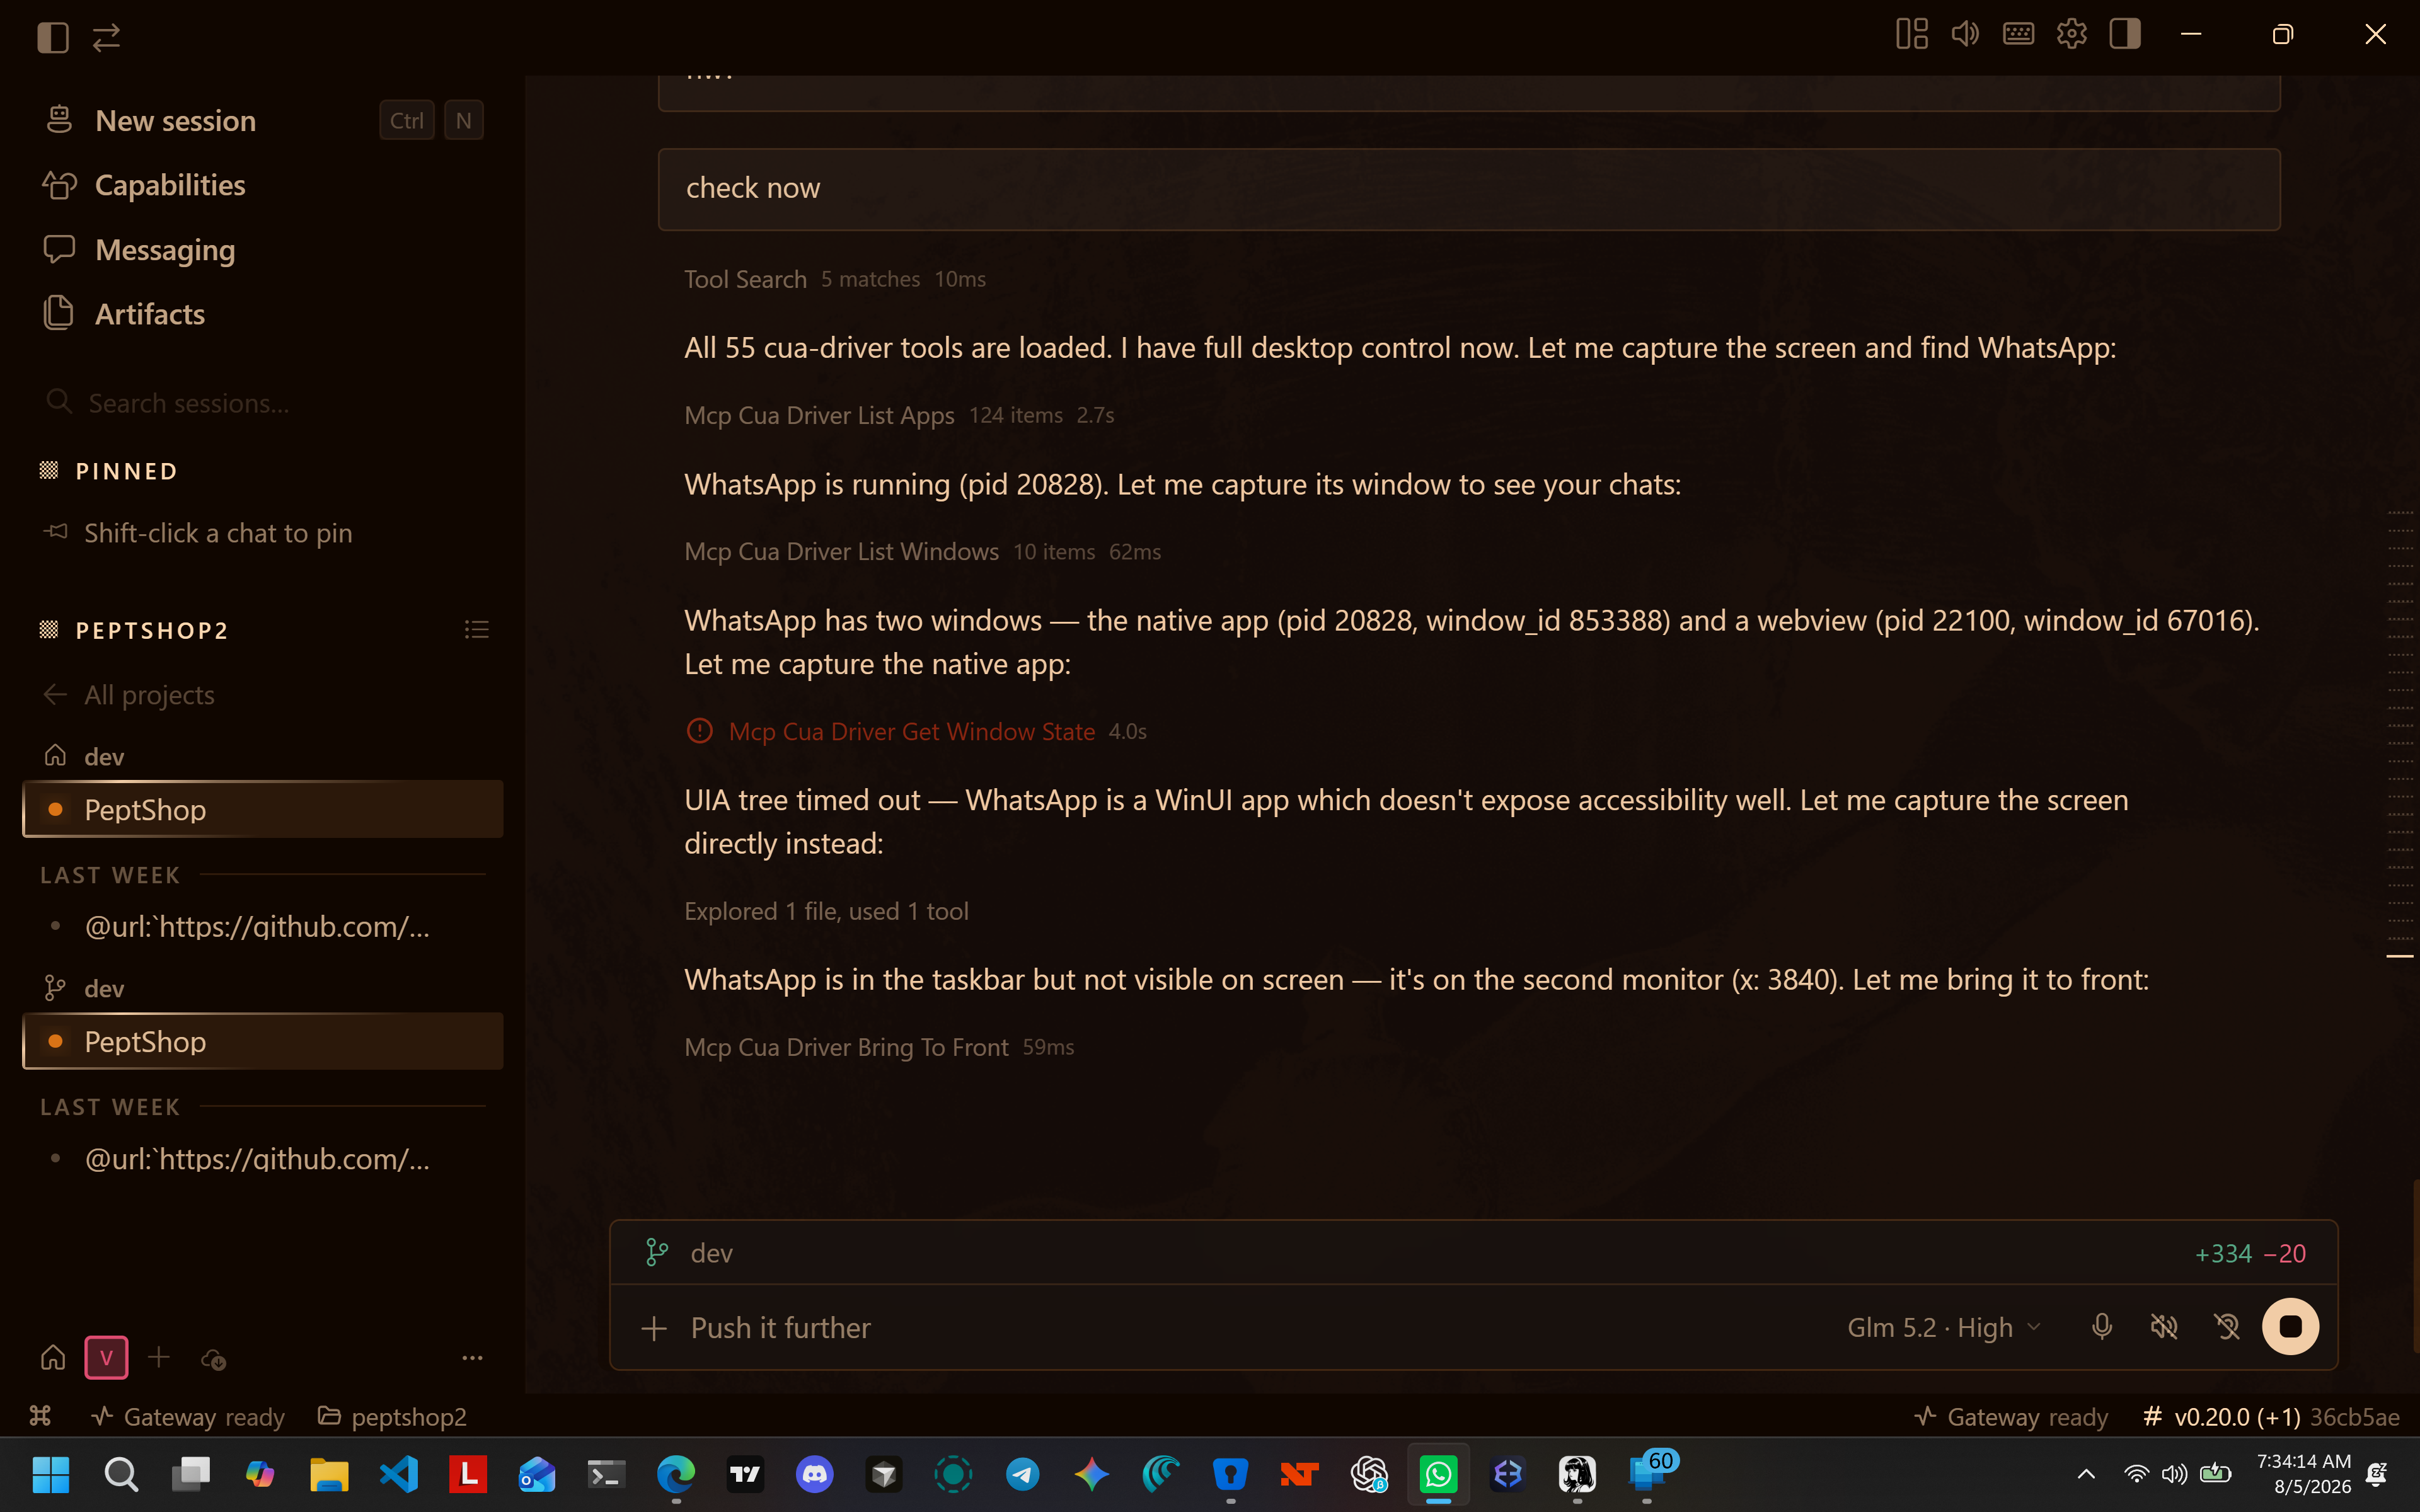 New session Ctrl N
Capabilities
Messaging
Artifacts
Search sessions...
PINNED
Shift-click a chat to pin
PEPTSHOP2
All projects
dev
PeptShop
LAST WEEK
@url:`https://github.com/...
dev
PeptShop
LAST WEEK
@url:`https://github.com/...
V
check now
Tool Search 5 matches 10ms
All 55 cua-driver tools are loaded. I have full desktop control now. Let me capture the screen and find WhatsApp:
Mcp Cua Driver List Apps 124 items 2.7s
WhatsApp is running (pid 20828). Let me capture its window to see your chats:
Mcp Cua Driver List Windows 10 items 62ms
WhatsApp has two windows — the native app (pid 20828, window_id 853388) and a webview (pid 22100, window_id 67016).
Let me capture the native app:
Mcp Cua Driver Get Window State 4.0s
UIA tree timed out — WhatsApp is a WinUI app which doesn't expose accessibility well. Let me capture the screen
directly instead:
Explored 1 file, used 1 tool
WhatsApp is in the taskbar but not visible on screen — it's on the second monitor (x: 3840). Let me bring it to front:
Mcp Cua Driver Bring To Front 59ms
dev +334 −20
Push it further Glm 5.2 · High
Gateway ready peptshop2 Gateway ready # v0.20.0 (+1) 36cb5ae
L
NT
60
7:34:14 AM
8/5/2026